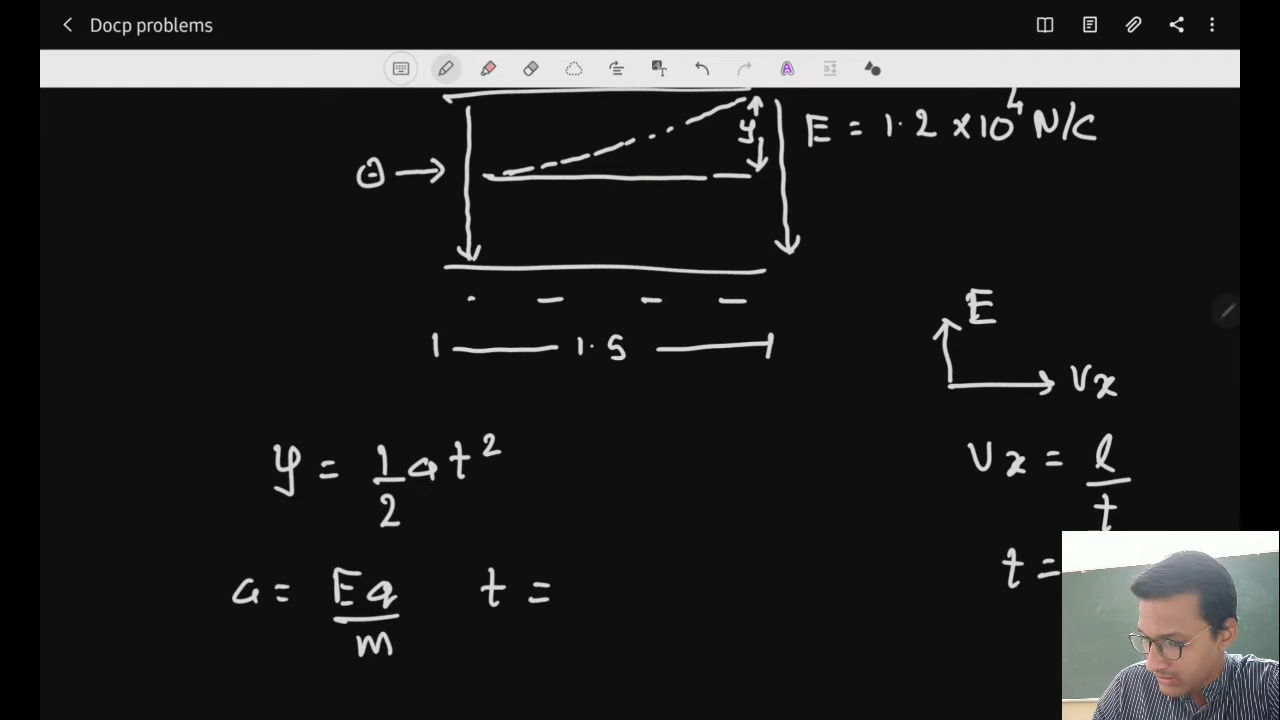 Docp problems
y
E = 1.2 × 10⁴ N/C
⊖ →
1.5
E
Vx
y = 1/2 at²
Vx = l/t
a = Eq/m t =
t =